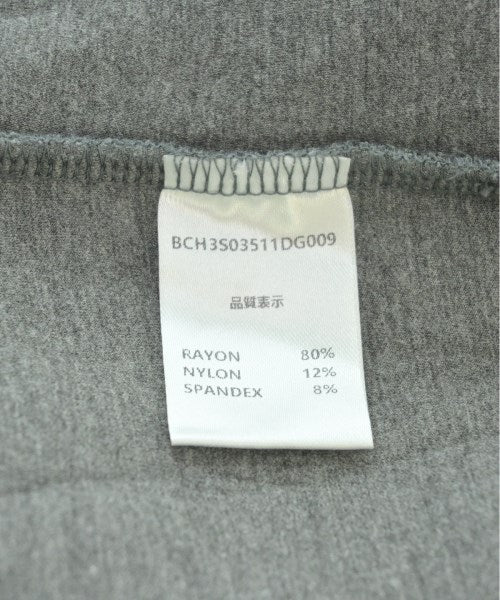 BCH3S03511DG009
品質表示
RAYON 80%
NYLON 12%
SPANDEX 8%